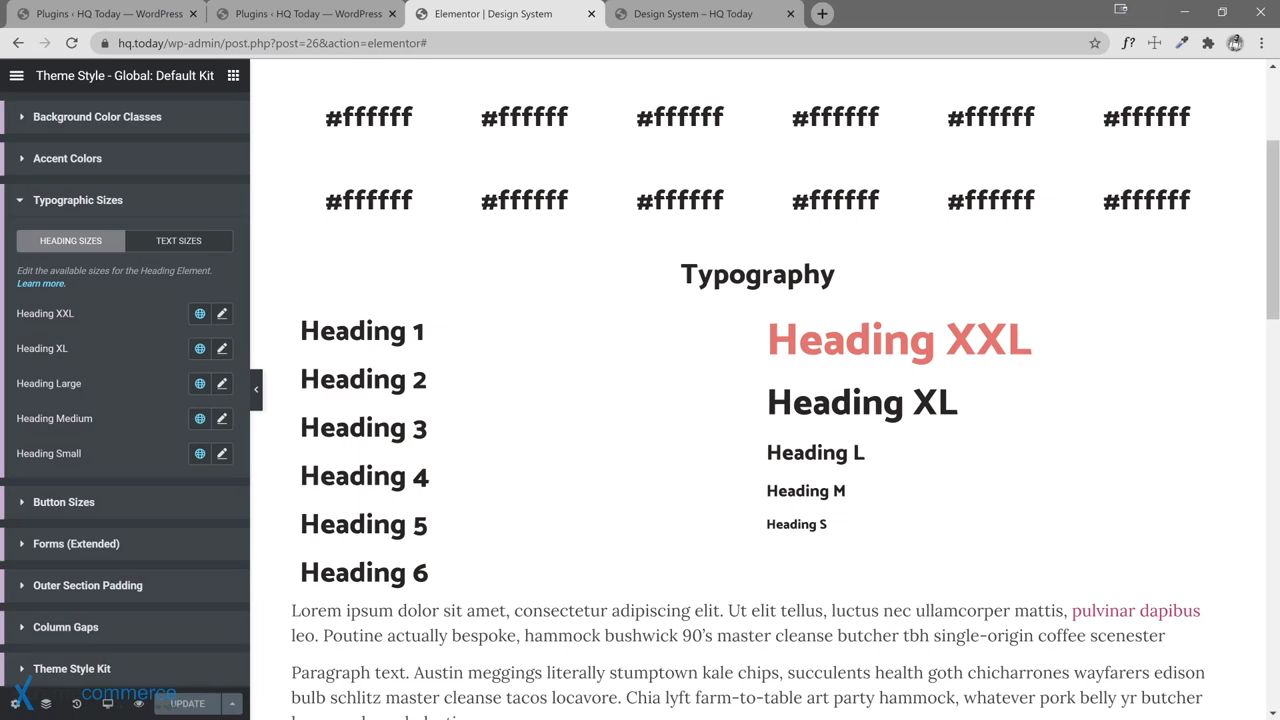 Plugins ‹ HQ Today — WordPress
Plugins ‹ HQ Today — WordPress
Elementor | Design System
Design System – HQ Today
hq.today/wp-admin/post.php?post=26&action=elementor#
f?
Theme Style - Global: Default Kit
Background Color Classes
Accent Colors
Typographic Sizes
HEADING SIZES
TEXT SIZES
Edit the available sizes for the Heading Element.
Learn more.
Heading XXL
Heading XL
Heading Large
Heading Medium
Heading Small
Button Sizes
Forms (Extended)
Outer Section Padding
Column Gaps
Theme Style Kit
commerce
UPDATE
#ffffff #ffffff #ffffff #ffffff #ffffff #ffffff
#ffffff #ffffff #ffffff #ffffff #ffffff #ffffff
Typography
Heading 1
Heading 2
Heading 3
Heading 4
Heading 5
Heading 6
Heading XXL
Heading XL
Heading L
Heading M
Heading S
Lorem ipsum dolor sit amet, consectetur adipiscing elit. Ut elit tellus, luctus nec ullamcorper mattis, pulvinar dapibus
leo. Poutine actually bespoke, hammock bushwick 90’s master cleanse butcher tbh single-origin coffee scenester
Paragraph text. Austin meggings literally stumptown kale chips, succulents health goth chicharrones wayfarers edison
bulb schlitz master cleanse tacos locavore. Chia lyft farm-to-table art party hammock, whatever pork belly yr butcher